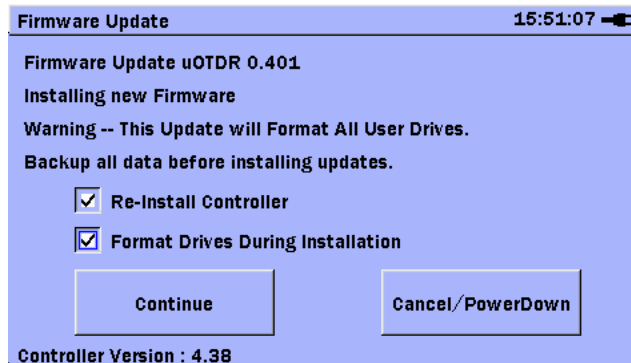 Firmware Update 15:51:07
Firmware Update uOTDR 0.401
Installing new Firmware
Warning -- This Update will Format All User Drives.
Backup all data before installing updates.
Re-Install Controller
Format Drives During Installation
Continue Cancel/PowerDown
Controller Version : 4.38